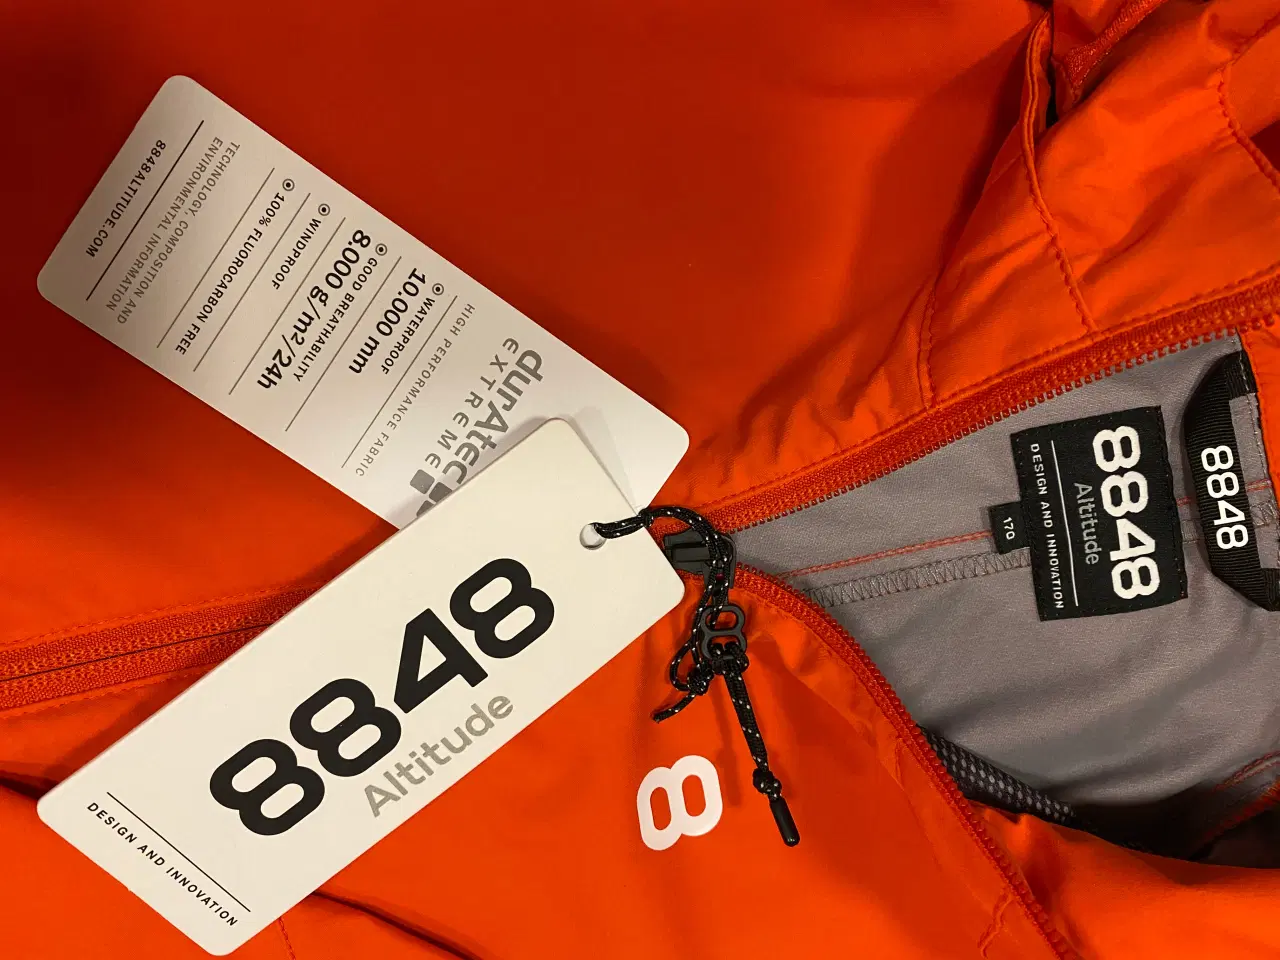 durAtec
EXTREME
HIGH PERFORMANCE FABRIC
WATERPROOF
10.000 mm
GOOD BREATHABILITY
8.000 g/m²/24h
WINDPROOF
100% FLUOROCARBON FREE
TECHNOLOGY, COMPOSITION AND
ENVIRONMENTAL INFORMATION
8848ALTITUDE.COM
8848
Altitude
DESIGN AND INNOVATION
8
8848
Altitude
DESIGN AND INNOVATION
170
8848